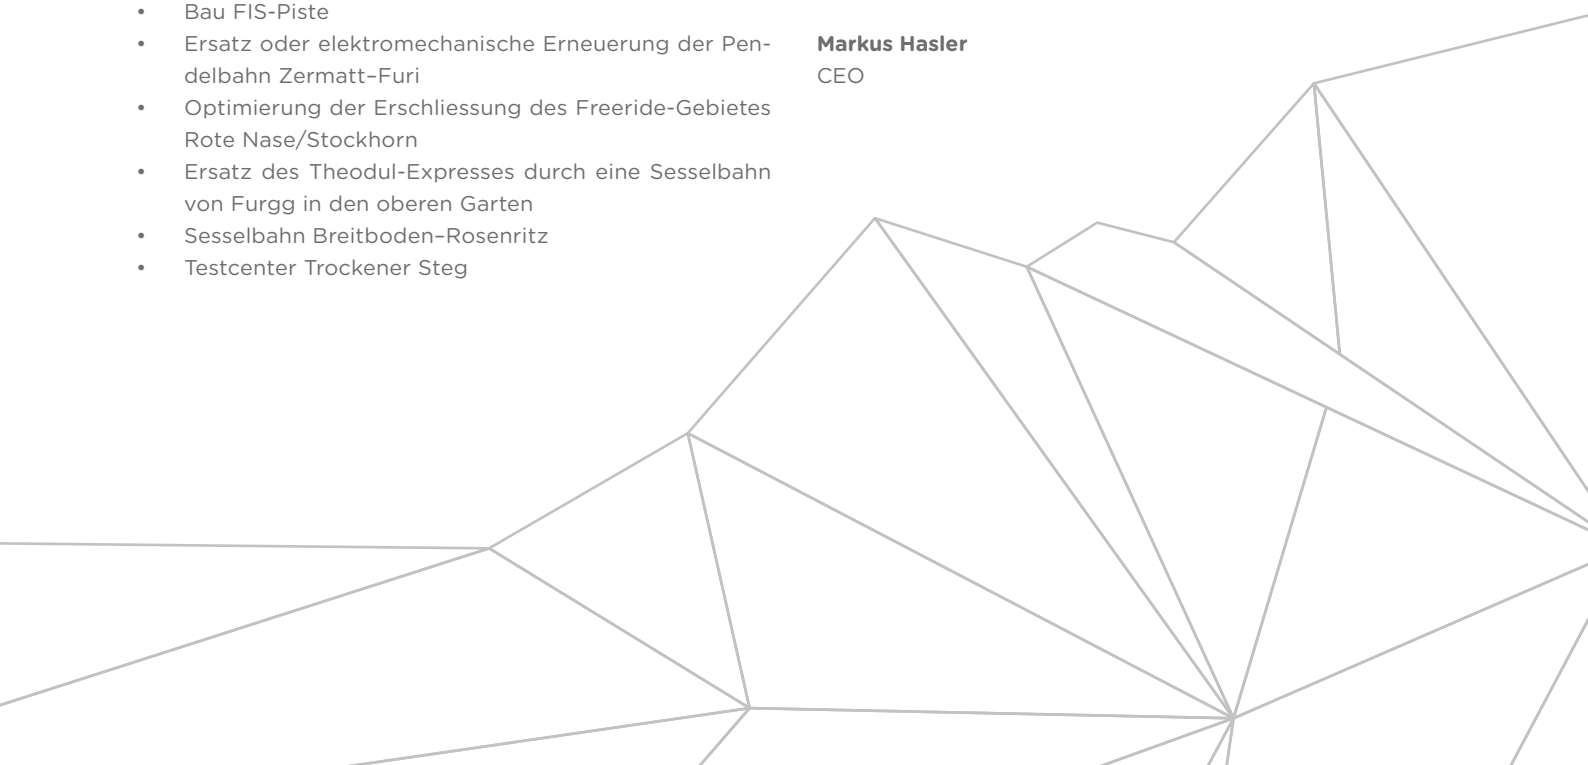 • Bau FIS-Piste
• Ersatz oder elektromechanische Erneuerung der Pen-
delbahn Zermatt–Furi
• Optimierung der Erschliessung des Freeride-Gebietes
Rote Nase/Stockhorn
• Ersatz des Theodul-Expresses durch eine Sesselbahn
von Furgg in den oberen Garten
• Sesselbahn Breitboden–Rosenritz
• Testcenter Trockener Steg
Markus Hasler
CEO